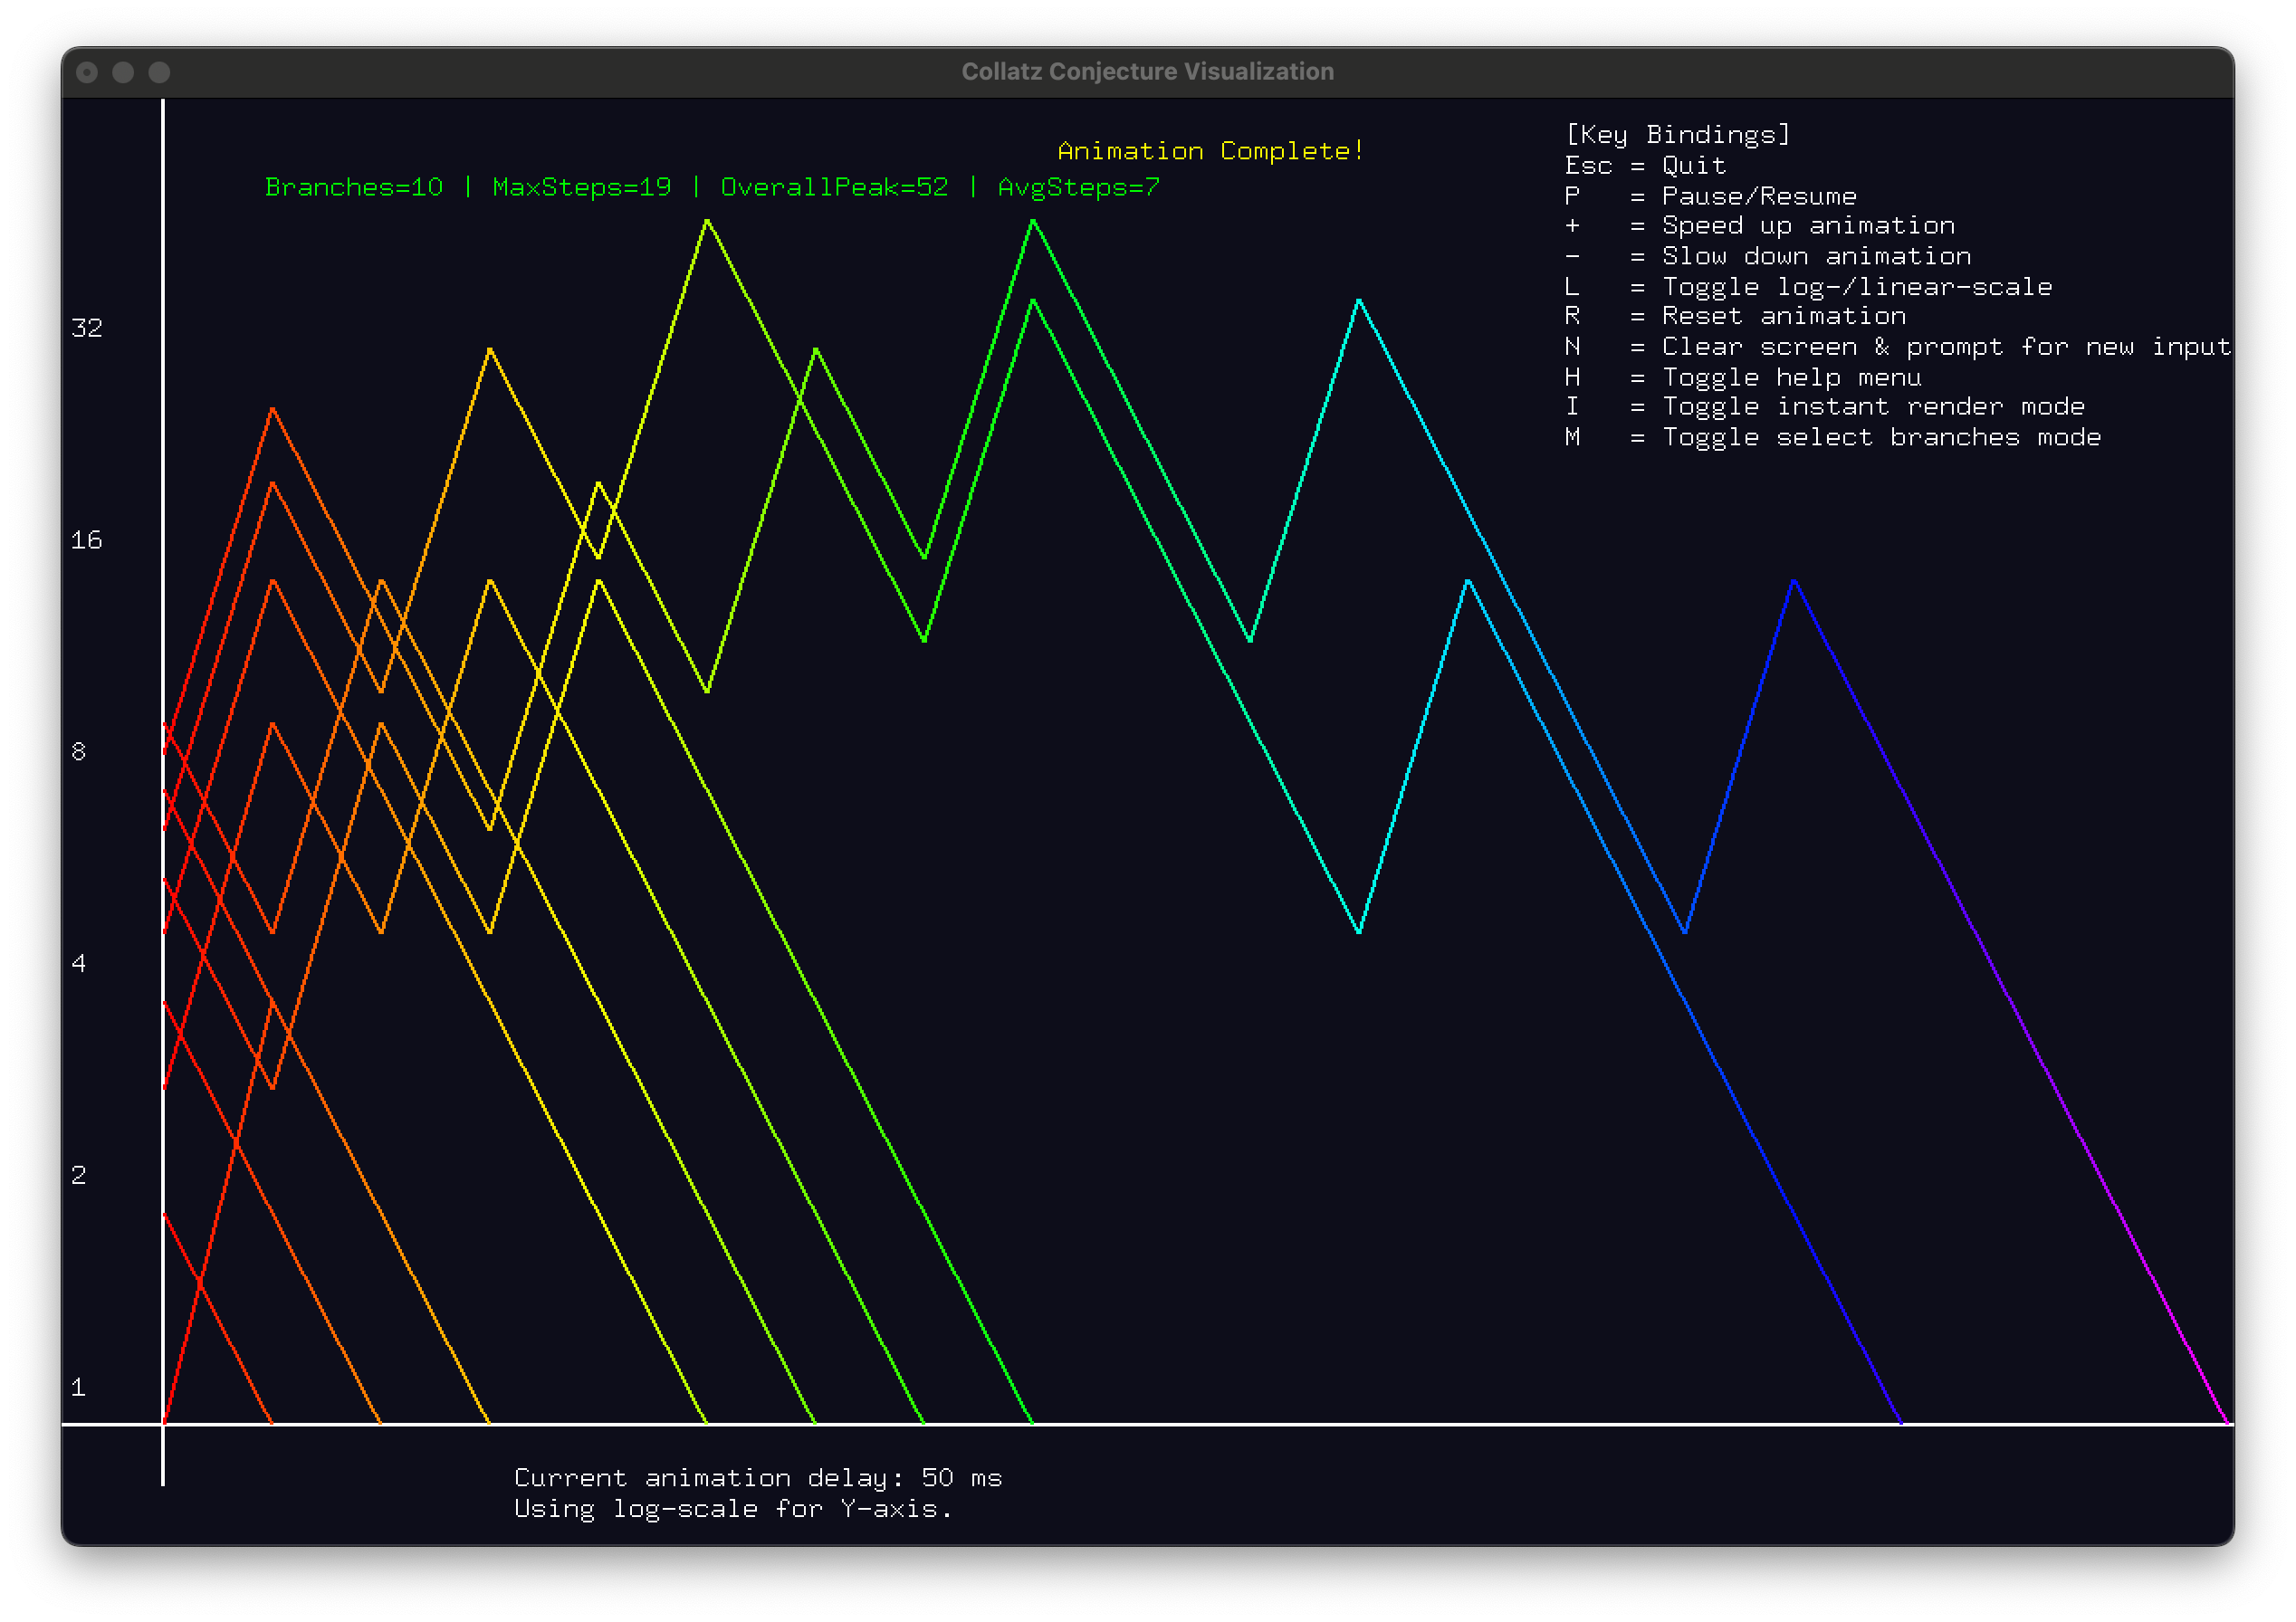 Collatz Conjecture Visualization
Animation Complete!
Branches=10 | MaxSteps=19 | OverallPeak=52 | AvgSteps=7
[Key Bindings]
Esc = Quit
P   = Pause/Resume
+   = Speed up animation
-   = Slow down animation
L   = Toggle log-/linear-scale
R   = Reset animation
N   = Clear screen & prompt for new input
H   = Toggle help menu
I   = Toggle instant render mode
M   = Toggle select branches mode
32
16
8
4
2
1
Current animation delay: 50 ms
Using log-scale for Y-axis.